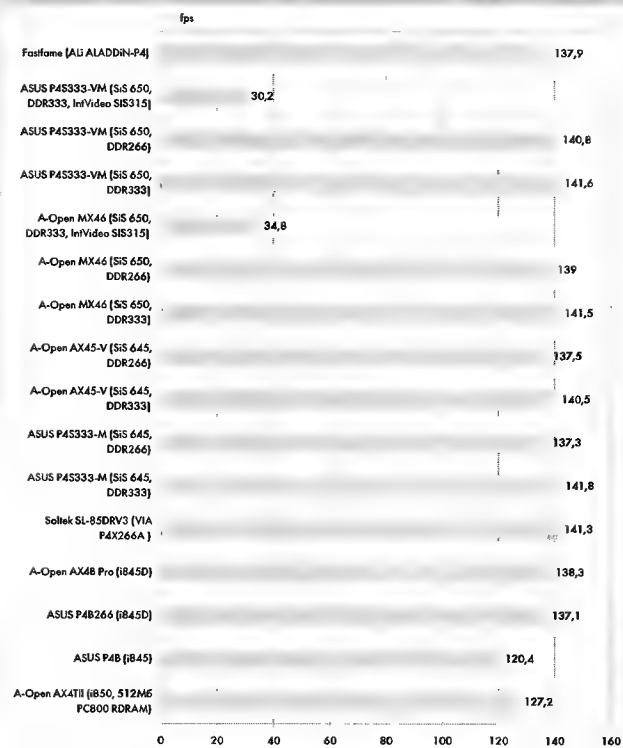 fps
Fastfame (ALi ALADDiN-P4)
137,9
ASUS P4S333-VM (SiS 650,
DDR333, IntVideo SIS315)
30,2
ASUS P4S333-VM (SiS 650,
DDR266)
140,8
ASUS P4S333-VM (SiS 650,
DDR333)
141,6
A-Open MX46 (SiS 650,
DDR333, IntVideo SIS315)
34,8
A-Open MX46 (SiS 650,
DDR266)
139
A-Open MX46 (SiS 650,
DDR333)
141,5
A-Open AX45-V (SiS 645,
DDR266)
137,5
A-Open AX45-V (SiS 645,
DDR333)
140,5
ASUS P4S333-M (SiS 645,
DDR266)
137,3
ASUS P4S333-M (SiS 645,
DDR333)
141,8
Soltek SL-85DRV3 (VIA
P4X266A )
141,3
A-Open AX4B Pro (i845D)
138,3
ASUS P4B266 (i845D)
137,1
ASUS P4B (i845)
120,4
A-Open AX4TII (i850, 512Мб
PC800 RDRAM)
127,2
0 20 40 60 80 100 120 140 160